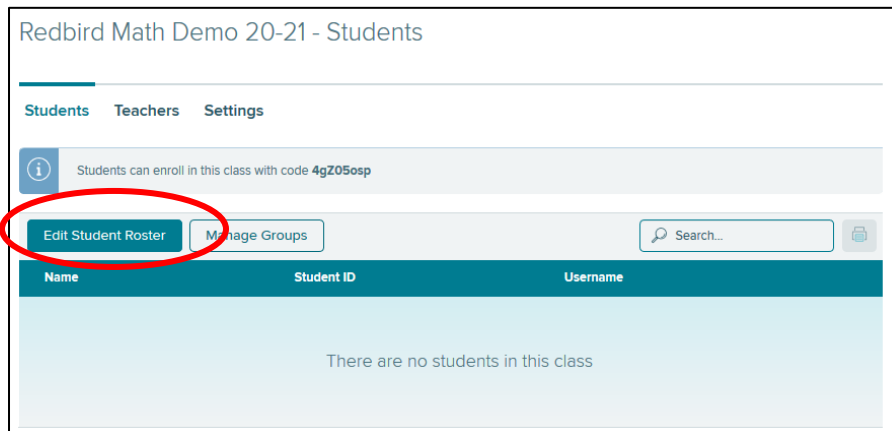 Redbird Math Demo 20-21 - Students
Students Teachers Settings
Students can enroll in this class with code 4gZ05osp
Edit Student Roster Manage Groups Search...
Name Student ID Username
There are no students in this class